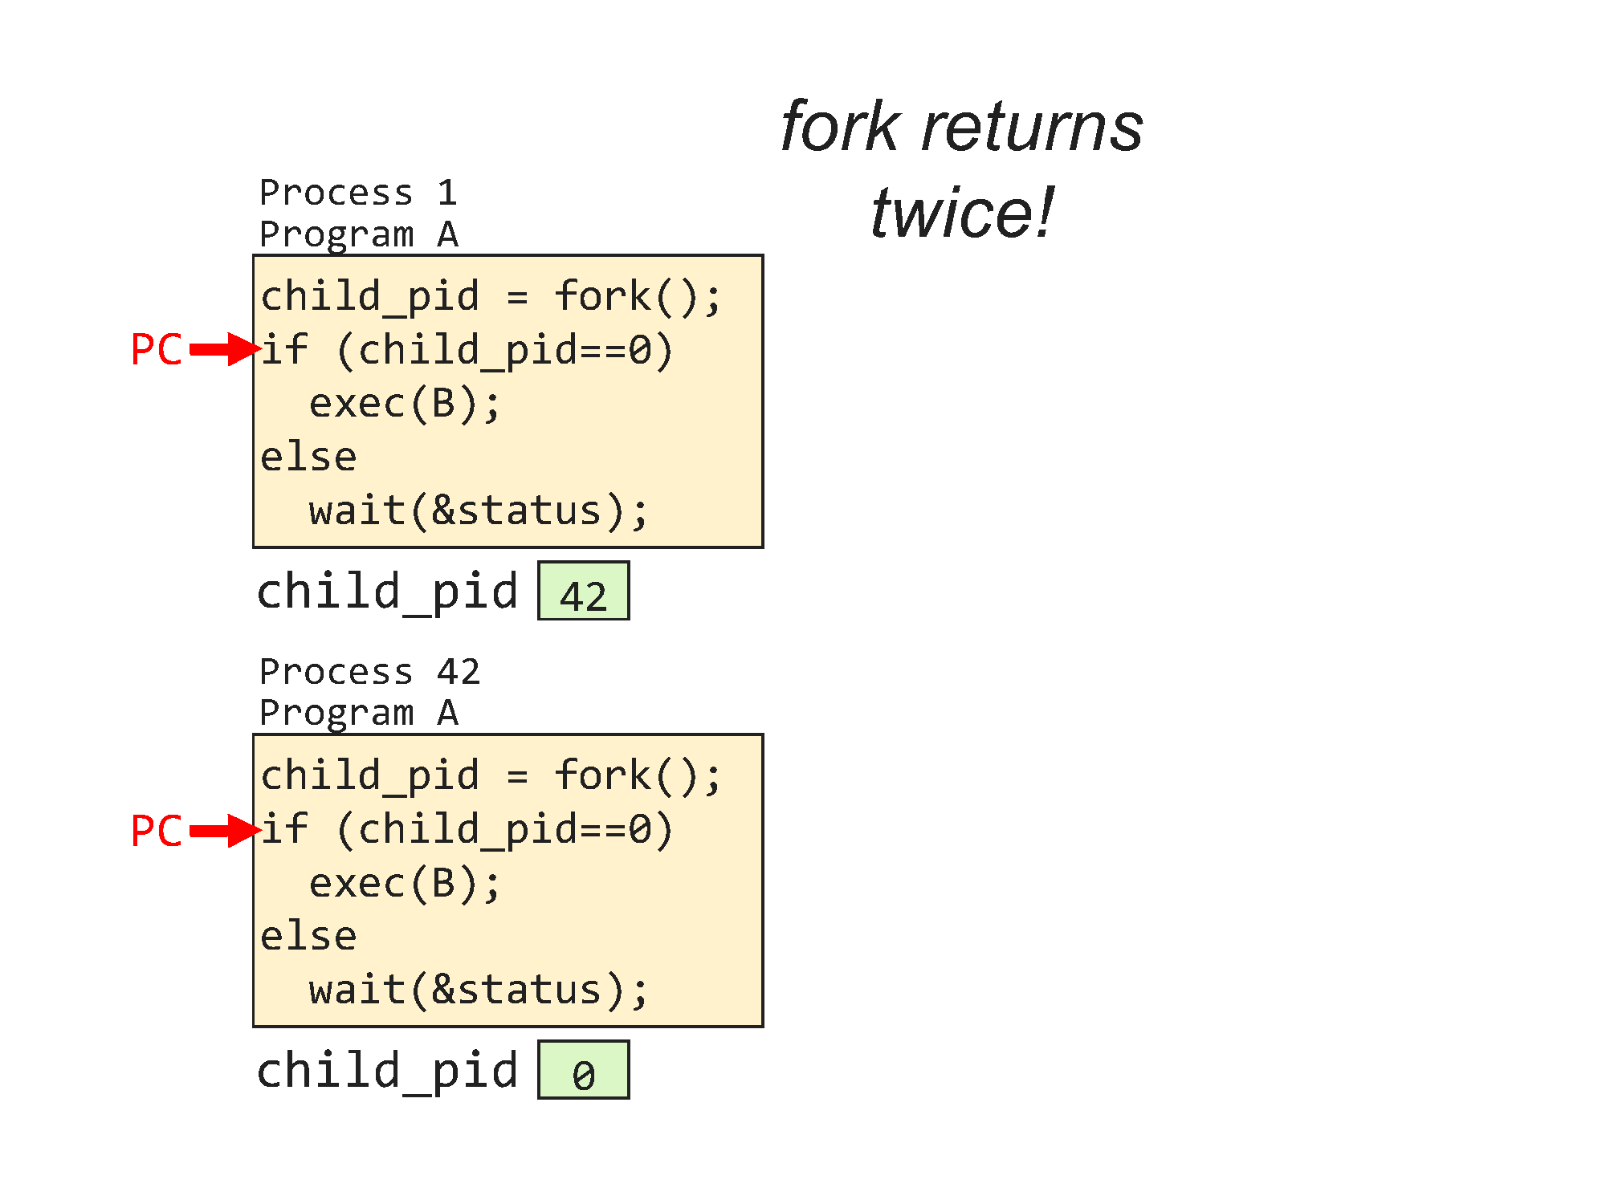 fork returns
twice!
Process 1
Program A
child_pid = fork();
PC if (child_pid==0)
  exec(B);
else
  wait(&status);
child_pid 42
Process 42
Program A
child_pid = fork();
PC if (child_pid==0)
  exec(B);
else
  wait(&status);
child_pid 0